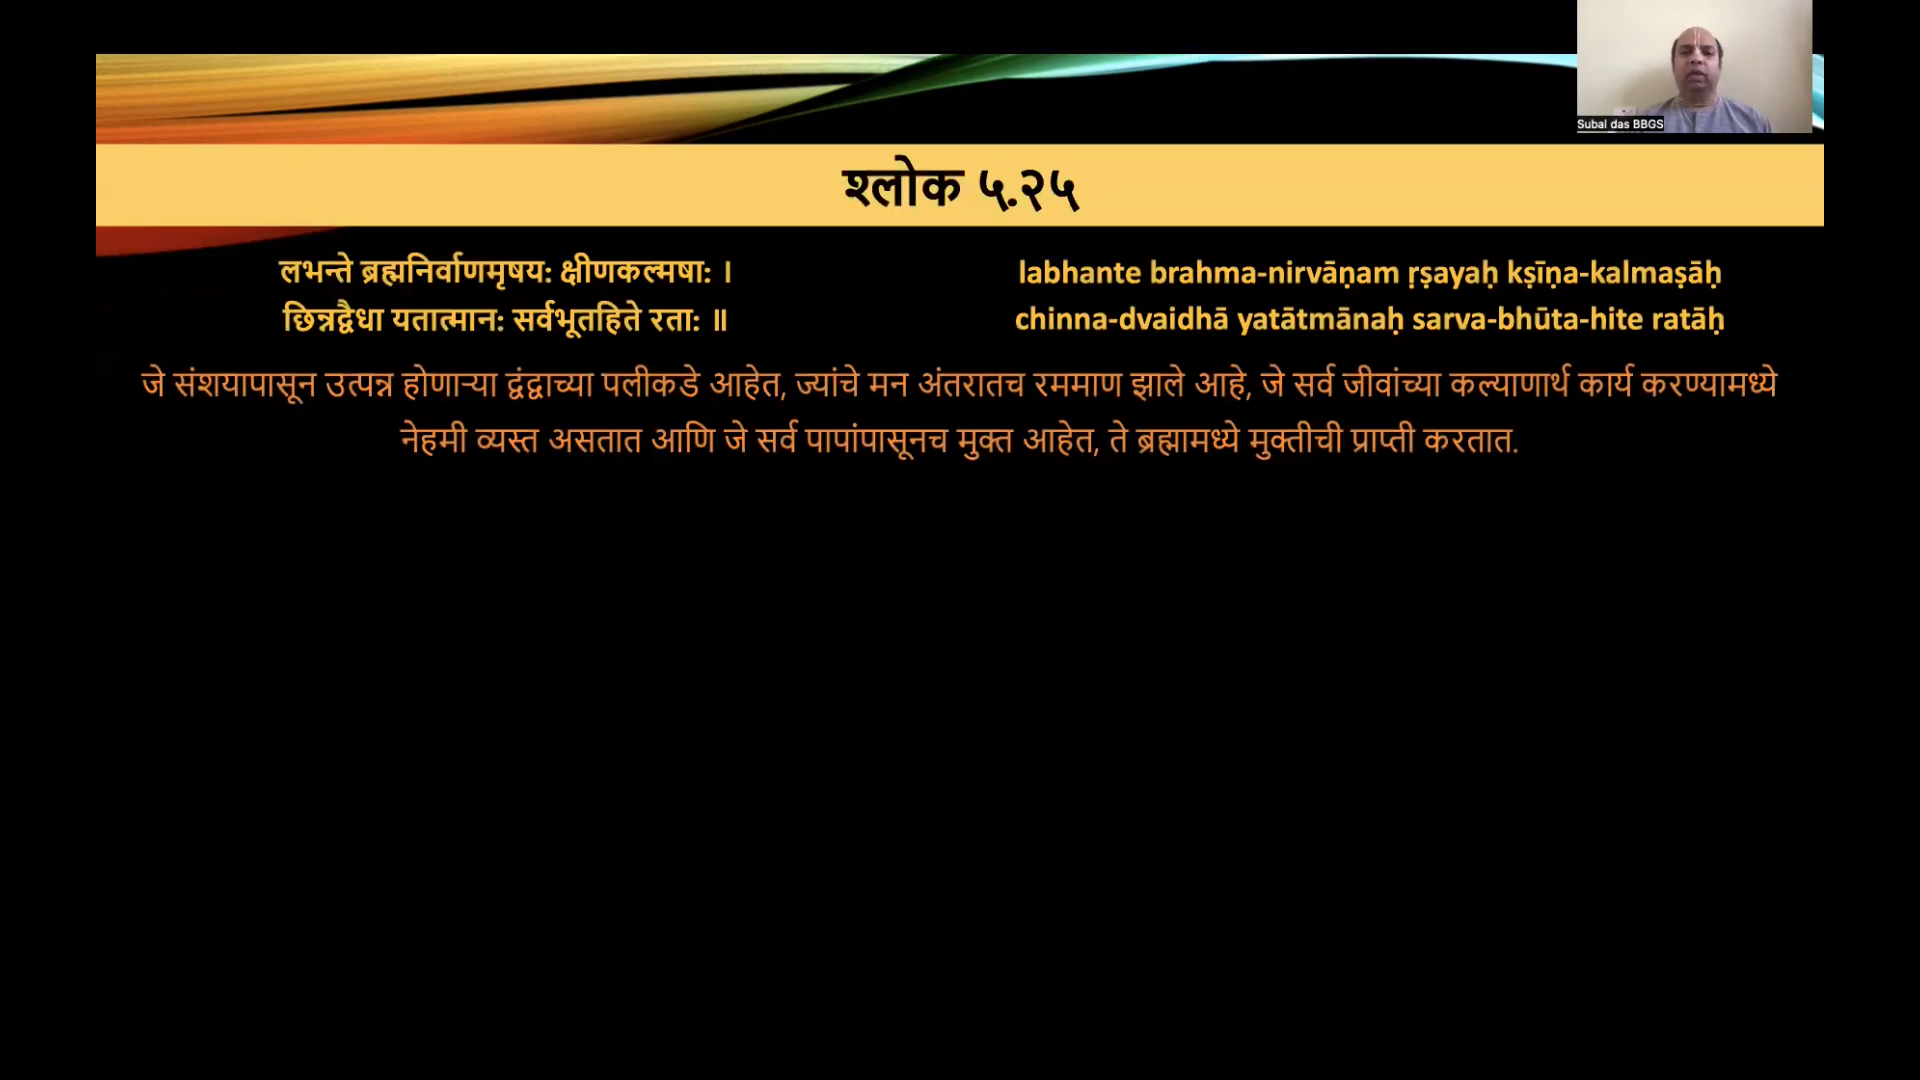 Subal das BBGS
श्लोक ५.२५
लभन्ते ब्रह्मनिर्वाणमृषयः क्षीणकल्मषाः ।
छिन्नद्वैधा यतात्मानः सर्वभूतहिते रताः ॥
labhante brahma-nirvāṇam ṛṣayaḥ kṣīṇa-kalmaṣāḥ
chinna-dvaidhā yatātmānaḥ sarva-bhūta-hite ratāḥ
जे संशयापासून उत्पन्न होणाऱ्या द्वंद्वाच्या पलीकडे आहेत, ज्यांचे मन अंतरातच रममाण झाले आहे, जे सर्व जीवांच्या कल्याणार्थ कार्य करण्यामध्ये
नेहमी व्यस्त असतात आणि जे सर्व पापांपासूनच मुक्त आहेत, ते ब्रह्मामध्ये मुक्तीची प्राप्ती करतात.